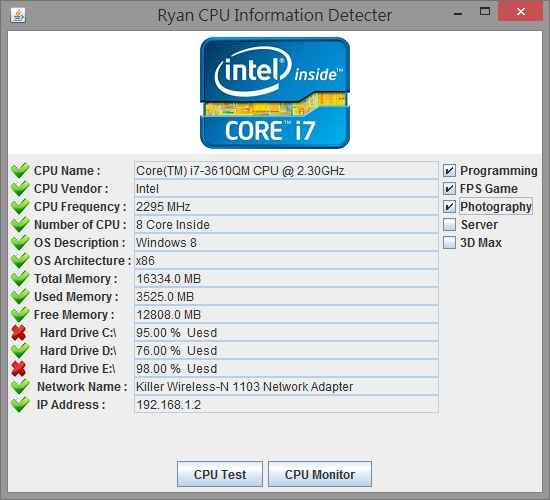 Ryan CPU Information Detecter
intel inside™
CORE™ i7
CPU Name : Core(TM) i7-3610QM CPU @ 2.30GHz Programming
CPU Vendor : Intel FPS Game
CPU Frequency : 2295 MHz Photography
Number of CPU : 8 Core Inside Server
OS Description : Windows 8 3D Max
OS Architecture : x86
Total Memory : 16334.0 MB
Used Memory : 3525.0 MB
Free Memory : 12808.0 MB
Hard Drive C:\ 95.00 % Uesd
Hard Drive D:\ 76.00 % Uesd
Hard Drive E:\ 98.00 % Uesd
Network Name : Killer Wireless-N 1103 Network Adapter
IP Address : 192.168.1.2
CPU Test CPU Monitor